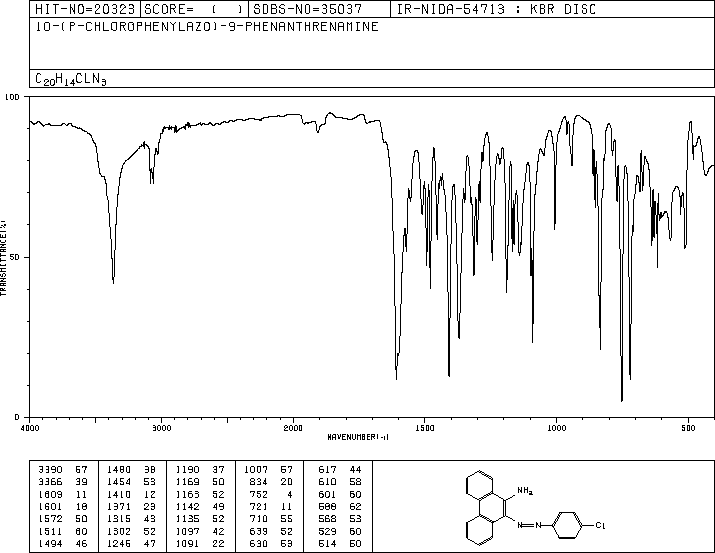 HIT-NO=20323 SCORE= ( ) SDBS-NO=35037 IR-NIDA-54713 : KBR DISC
10-(P-CHLOROPHENYLAZO)-9-PHENANTHRENAMINE
C20H14CLN3
100
50
0
TRANSMITTANCE(%)
4000 3000 2000 1500 1000 500
WAVENUMBER(-1)
3390 67 1480 38 1190 37 1007 57 617 44
3366 39 1454 53 1169 50 834 20 610 58
1609 11 1410 12 1163 52 752 4 601 60
1601 18 1371 23 1142 49 721 11 588 62
1572 50 1315 43 1135 52 710 55 568 53
1511 60 1302 52 1097 42 639 52 529 60
1494 46 1246 47 1091 22 630 53 514 50
NH2
N=N
Cl